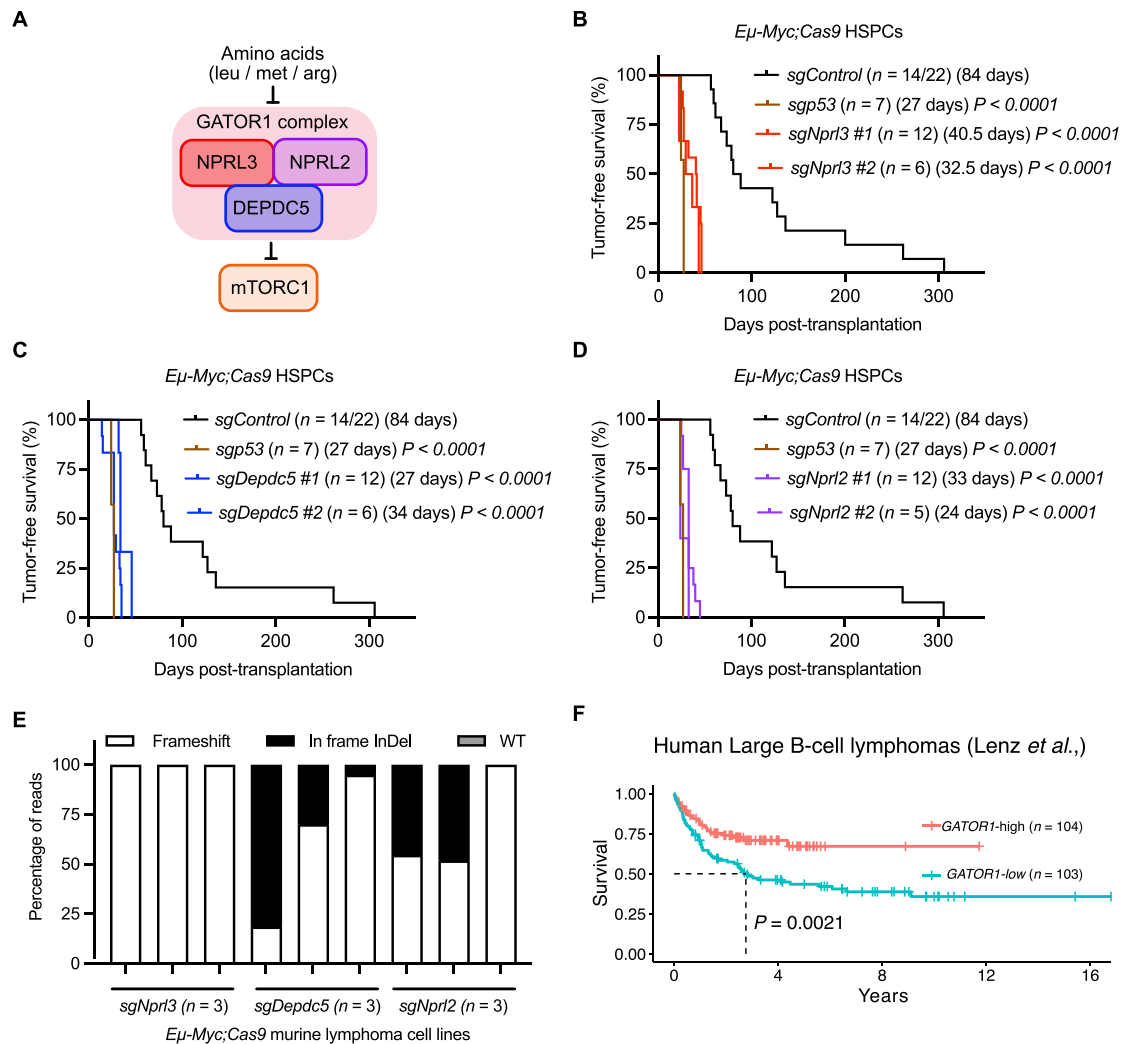 A
Amino acids
(leu / met / arg)
GATOR1 complex
NPRL3
NPRL2
DEPDC5
mTORC1
B
Eμ-Myc;Cas9 HSPCs
Tumor-free survival (%)
100
75
50
25
0
sgControl (n = 14/22) (84 days)
sgp53 (n = 7) (27 days) P < 0.0001
sgNprl3 #1 (n = 12) (40.5 days) P < 0.0001
sgNprl3 #2 (n = 6) (32.5 days) P < 0.0001
0 100 200 300
Days post-transplantation
C
Eμ-Myc;Cas9 HSPCs
Tumor-free survival (%)
100
75
50
25
0
sgControl (n = 14/22) (84 days)
sgp53 (n = 7) (27 days) P < 0.0001
sgDepdc5 #1 (n = 12) (27 days) P < 0.0001
sgDepdc5 #2 (n = 6) (34 days) P < 0.0001
0 100 200 300
Days post-transplantation
D
Eμ-Myc;Cas9 HSPCs
Tumor-free survival (%)
100
75
50
25
0
sgControl (n = 14/22) (84 days)
sgp53 (n = 7) (27 days) P < 0.0001
sgNprl2 #1 (n = 12) (33 days) P < 0.0001
sgNprl2 #2 (n = 5) (24 days) P < 0.0001
0 100 200 300
Days post-transplantation
E
Frameshift In frame InDel WT
Percentage of reads
100
75
50
25
0
sgNprl3 (n = 3) sgDepdc5 (n = 3) sgNprl2 (n = 3)
Eμ-Myc;Cas9 murine lymphoma cell lines
F
Human Large B-cell lymphomas (Lenz et al.,)
Survival
1.00
0.75
0.50
0.25
0.00
GATOR1-high (n = 104)
GATOR1-low (n = 103)
P = 0.0021
0 4 8 12 16
Years